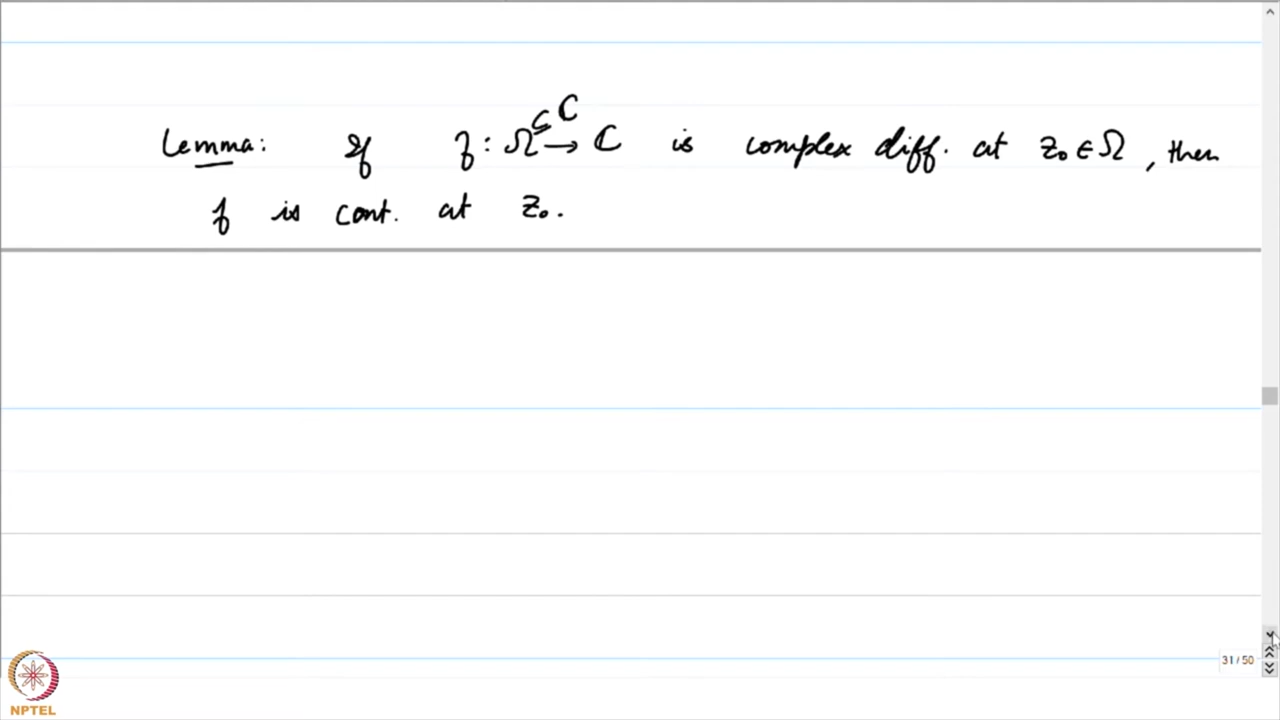 Lemma: If f : Ω ⊆ C → C is complex diff. at z₀ ∈ Ω, then
f is cont. at z₀.
31 / 50
NPTEL